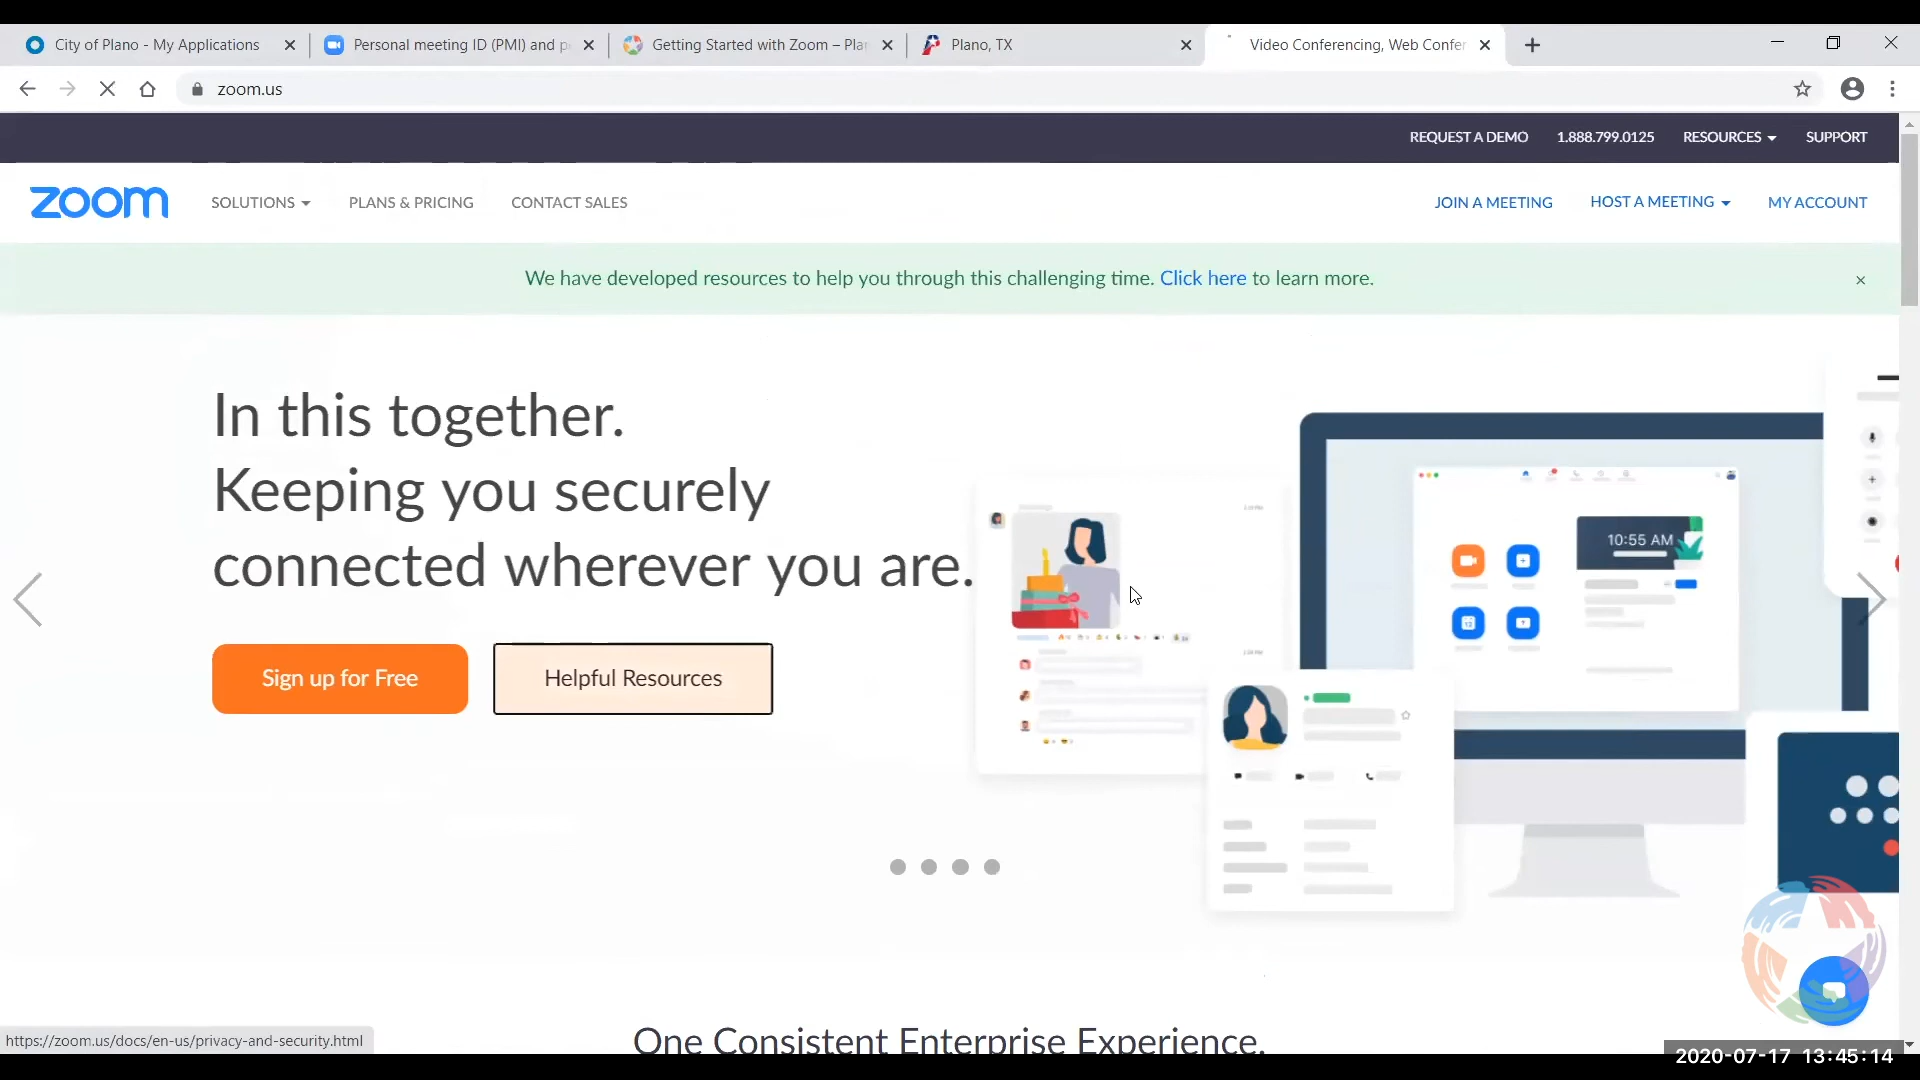 City of Plano - My Applications
Personal meeting ID (PMI) and p
Getting Started with Zoom – Pla
Plano, TX
Video Conferencing, Web Confer
zoom.us
REQUEST A DEMO 1.888.799.0125 RESOURCES SUPPORT
zoom SOLUTIONS PLANS & PRICING CONTACT SALES JOIN A MEETING HOST A MEETING MY ACCOUNT
We have developed resources to help you through this challenging time. Click here to learn more.
In this together.
Keeping you securely
connected wherever you are.
10:55 AM
Sign up for Free
Helpful Resources
One Consistent Enterprise Experience.
https://zoom.us/docs/en-us/privacy-and-security.html
2020-07-17 13:45:14